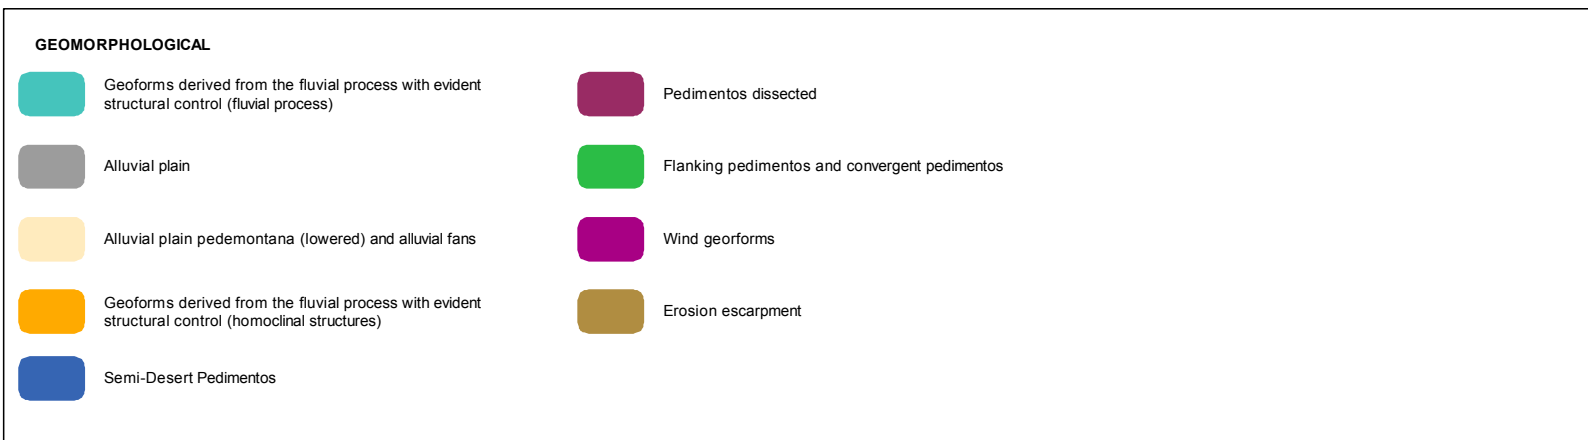 GEOMORPHOLOGICAL
Geoforms derived from the fluvial process with evident
structural control (fluvial process)
Alluvial plain
Alluvial plain pedemontana (lowered) and alluvial fans
Geoforms derived from the fluvial process with evident
structural control (homoclinal structures)
Semi-Desert Pedimentos
Pedimentos dissected
Flanking pedimentos and convergent pedimentos
Wind georforms
Erosion escarpment